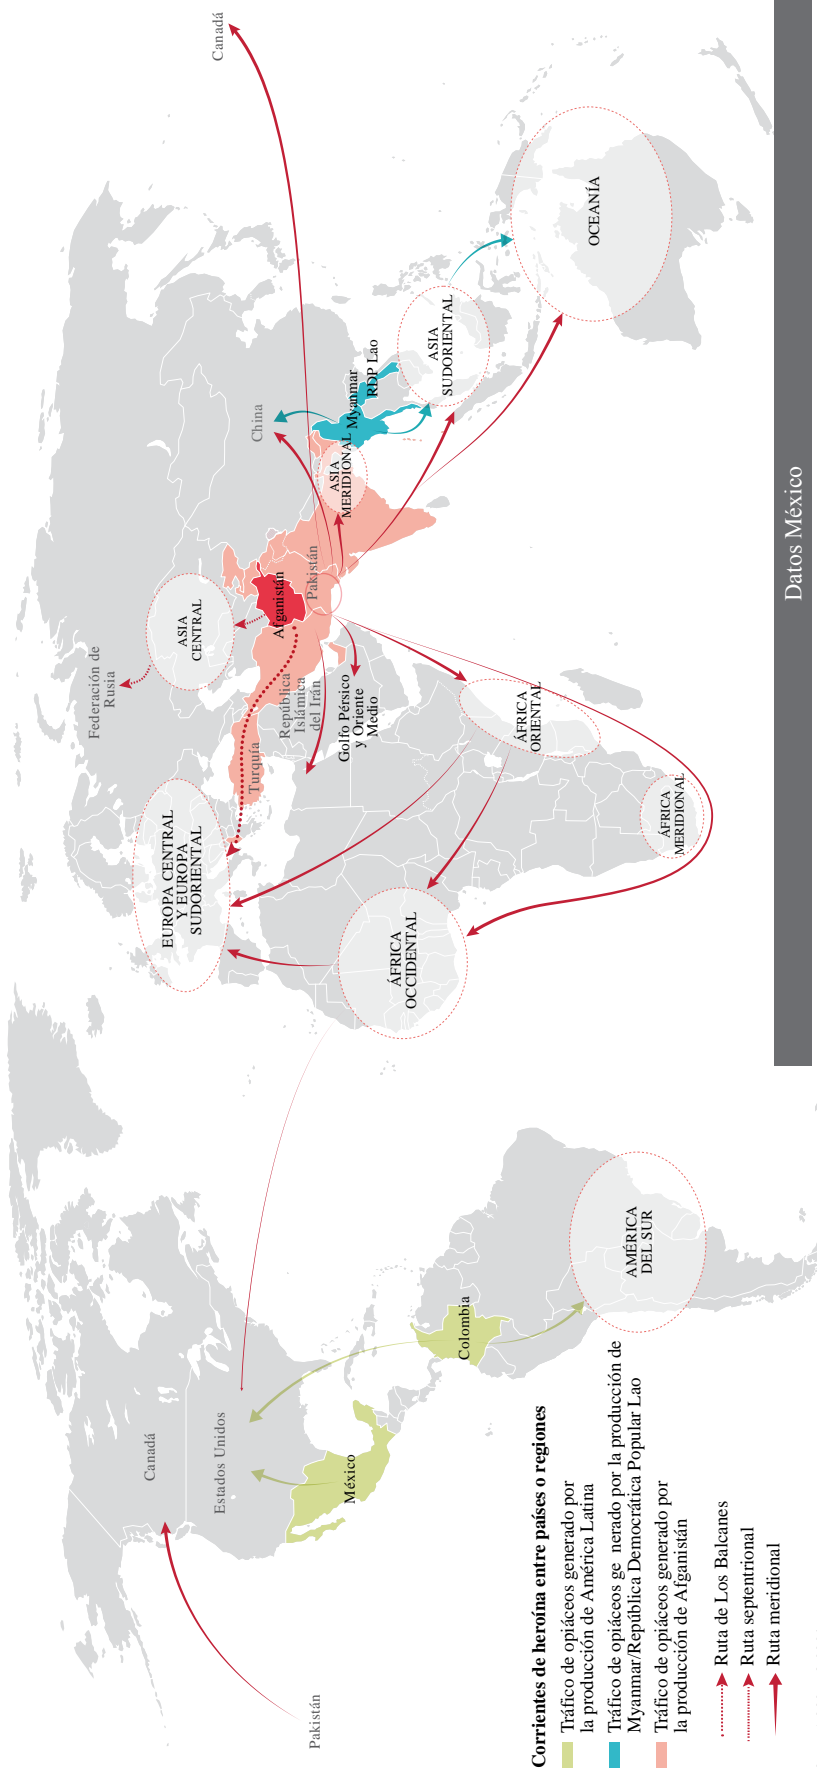 Canadá
Estados Unidos
México
Colombia
AMÉRICA
DEL SUR
Pakistán
EUROPA CENTRAL
Y EUROPA
SUDORIENTAL
ÁFRICA
OCCIDENTAL
ÁFRICA
MERIDIONAL
ÁFRICA
ORIENTAL
Federación de
Rusia
ASIA
CENTRAL
Turquía
República
Islámica
del Irán
Golfo Pérsico
y Oriente
Medio
Afganistán
Pakistán
ASIA
MERIDIONAL
China
Myanmar
RDP Lao
ASIA
SUDORIENTAL
OCEANÍA
Canadá
Corrientes de heroína entre países o regiones
Tráfico de opiáceos generado por
la producción de América Latina
Tráfico de opiáceos ge nerado por la producción de
Myanmar/República Democrática Popular Lao
Tráfico de opiáceos generado por
la producción de Afganistán
Ruta de Los Balcanes
Ruta septentrional
Ruta meridional
Datos México